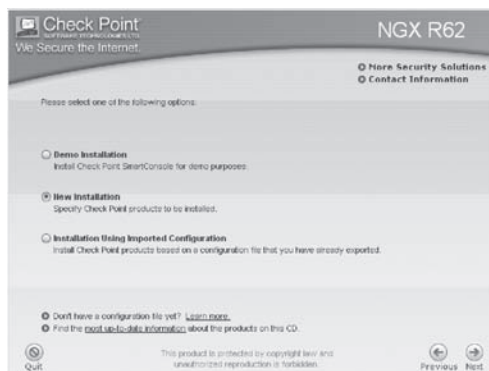 Check Point
SOFTWARE TECHNOLOGIES LTD.
We Secure the Internet.
NGX R62
More Security Solutions
Contact Information
Please select one of the following options:
Demo Installation
Install Check Point SmartConsole for demo purposes.
New Installation
Specify Check Point products to be installed.
Installation Using Imported Configuration
Install Check Point products based on a configuration file that you have already exported.
Don't have a configuration file yet? Learn more.
Find the most up-to-date information about the products on this CD.
This product is protected by copyright law and
unauthorized reproduction is forbidden.
Quit
Previous Next